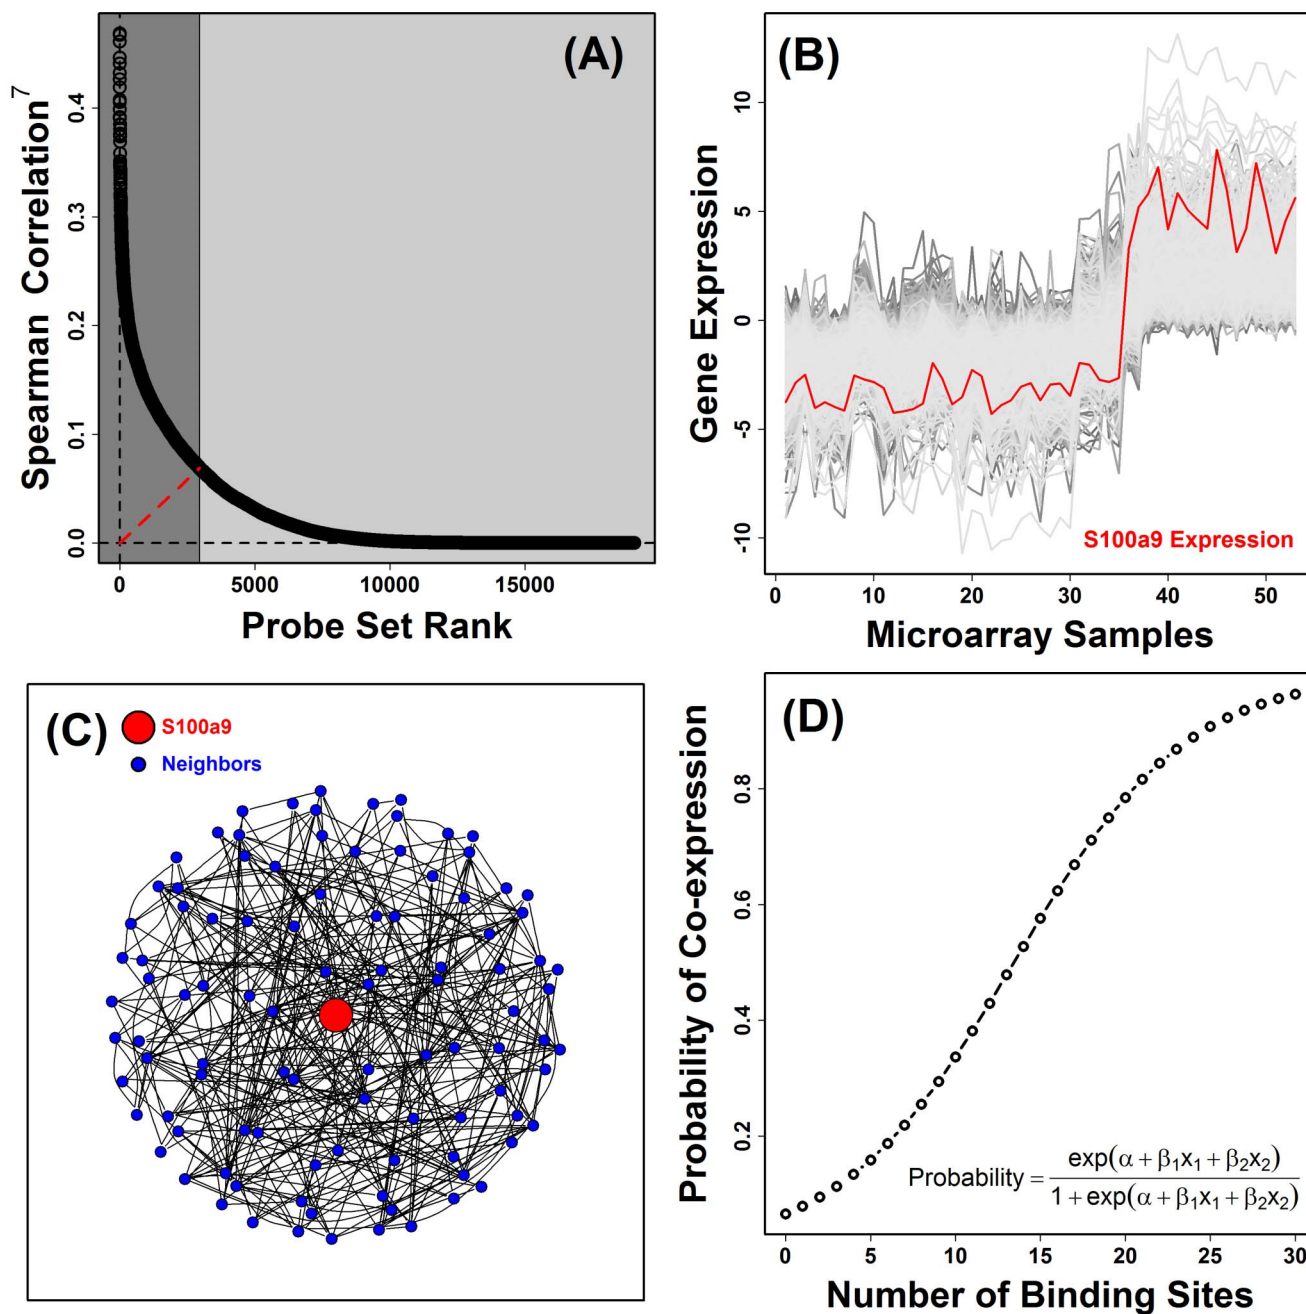 (A)
Spearman Correlation7
0.4
0.3
0.2
0.1
0.0
0 5000 10000 15000
Probe Set Rank
(B)
Gene Expression
10
5
0
-5
-10
S100a9 Expression
0 10 20 30 40 50
Microarray Samples
(C)
S100a9
Neighbors
(D)
Probability of Co-expression
0.8
0.6
0.4
0.2
Probability = exp(α + β1x1 + β2x2)
1 + exp(α + β1x1 + β2x2)
0 5 10 15 20 25 30
Number of Binding Sites